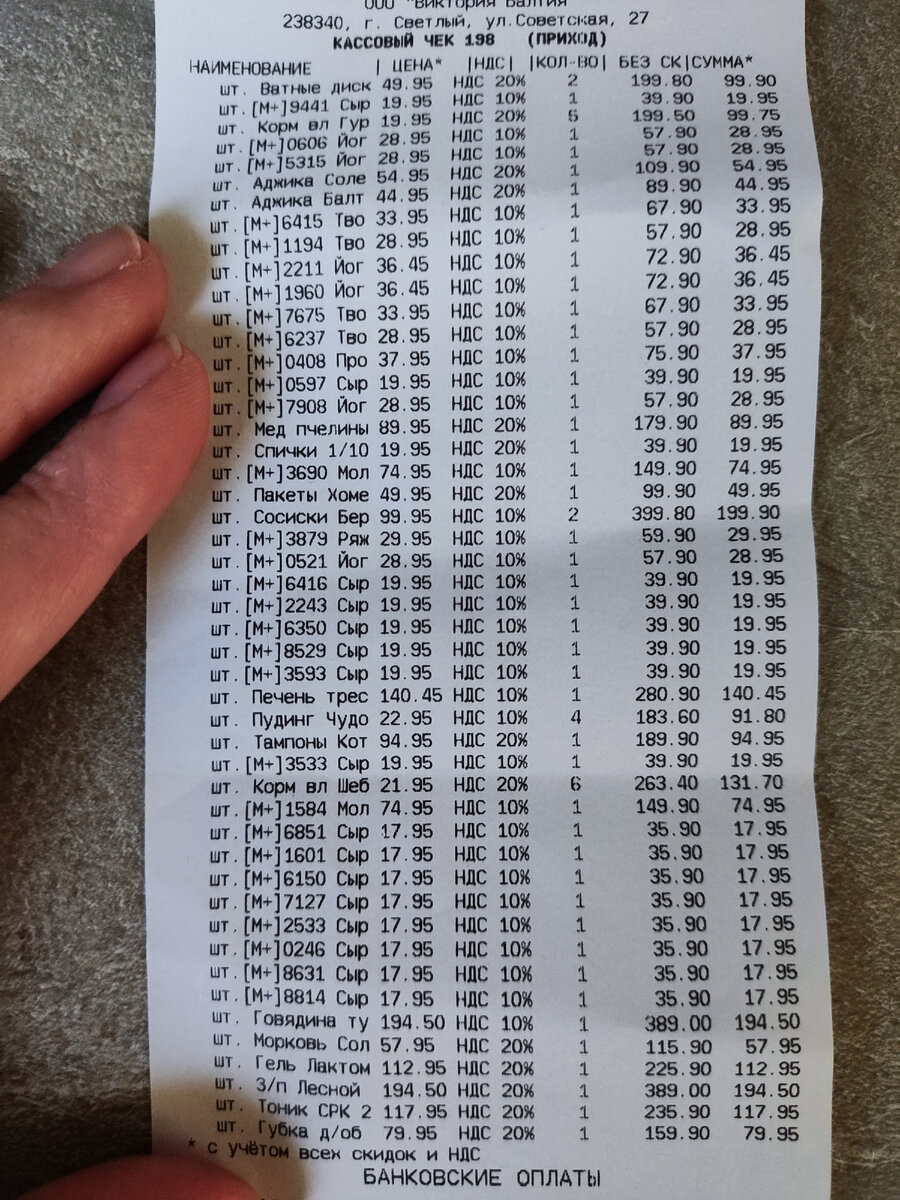 ООО "Виктория Балтия
238340, г. Светлый, ул.Советская, 27
КАССОВЫЙ ЧЕК 198 (ПРИХОД)
НАИМЕНОВАНИЕ | ЦЕНА* |НДС| |КОЛ-ВО| БЕЗ СК|СУММА*
шт. Ватные диск 49.95 НДС 20% 2 199.80 99.90
шт.[М+]9441 Сыр 19.95 НДС 10% 1 39.90 19.95
шт. Корм вл Гур 19.95 НДС 20% 5 199.50 99.75
шт.[М+]0606 Йог 28.95 НДС 10% 1 57.90 28.95
шт.[М+]5315 Йог 28.95 НДС 10% 1 57.90 28.95
шт. Аджика Соле 54.95 НДС 20% 1 109.90 54.95
шт. Аджика Балт 44.95 НДС 20% 1 89.90 44.95
шт.[М+]6415 Тво 33.95 НДС 10% 1 67.90 33.95
шт.[М+]1194 Тво 28.95 НДС 10% 1 57.90 28.95
шт.[М+]2211 Йог 36.45 НДС 10% 1 72.90 36.45
шт.[М+]1960 Йог 36.45 НДС 10% 1 72.90 36.45
шт.[М+]7675 Тво 33.95 НДС 10% 1 67.90 33.95
шт.[М+]6237 Тво 28.95 НДС 10% 1 57.90 28.95
шт.[М+]0408 Про 37.95 НДС 10% 1 75.90 37.95
шт.[М+]0597 Сыр 19.95 НДС 10% 1 39.90 19.95
шт.[М+]7908 Йог 28.95 НДС 10% 1 57.90 28.95
шт. Мед пчелины 89.95 НДС 20% 1 179.90 89.95
шт. Спички 1/10 19.95 НДС 20% 1 39.90 19.95
шт.[М+]3690 Мол 74.95 НДС 10% 1 149.90 74.95
шт. Пакеты Хоме 49.95 НДС 20% 1 99.90 49.95
шт. Сосиски Бер 99.95 НДС 10% 2 399.80 199.90
шт.[М+]3879 Ряж 29.95 НДС 10% 1 59.90 29.95
шт.[М+]0521 Йог 28.95 НДС 10% 1 57.90 28.95
шт.[М+]6416 Сыр 19.95 НДС 10% 1 39.90 19.95
шт.[М+]2243 Сыр 19.95 НДС 10% 1 39.90 19.95
шт.[М+]6350 Сыр 19.95 НДС 10% 1 39.90 19.95
шт.[М+]8529 Сыр 19.95 НДС 10% 1 39.90 19.95
шт.[М+]3593 Сыр 19.95 НДС 10% 1 39.90 19.95
шт. Печень трес 140.45 НДС 10% 1 280.90 140.45
шт. Пудинг Чудо 22.95 НДС 10% 4 183.60 91.80
шт. Тампоны Кот 94.95 НДС 20% 1 189.90 94.95
шт.[М+]3533 Сыр 19.95 НДС 10% 1 39.90 19.95
шт. Корм вл Шеб 21.95 НДС 20% 6 263.40 131.70
шт.[М+]1584 Мол 74.95 НДС 10% 1 149.90 74.95
шт.[М+]6851 Сыр 17.95 НДС 10% 1 35.90 17.95
шт.[М+]1601 Сыр 17.95 НДС 10% 1 35.90 17.95
шт.[М+]6150 Сыр 17.95 НДС 10% 1 35.90 17.95
шт.[М+]7127 Сыр 17.95 НДС 10% 1 35.90 17.95
шт.[М+]2533 Сыр 17.95 НДС 10% 1 35.90 17.95
шт.[М+]0246 Сыр 17.95 НДС 10% 1 35.90 17.95
шт.[М+]8631 Сыр 17.95 НДС 10% 1 35.90 17.95
шт.[М+]8814 Сыр 17.95 НДС 10% 1 35.90 17.95
шт. Говядина ту 194.50 НДС 10% 1 389.00 194.50
шт. Морковь Сол 57.95 НДС 20% 1 115.90 57.95
шт. Гель Лактом 112.95 НДС 20% 1 225.90 112.95
шт. З/п Лесной 194.50 НДС 20% 1 389.00 194.50
шт. Тоник СРК 2 117.95 НДС 20% 1 235.90 117.95
шт. Губка д/об 79.95 НДС 20% 1 159.90 79.95
* с учётом всех скидок и НДС
БАНКОВСКИЕ ОПЛАТЫ